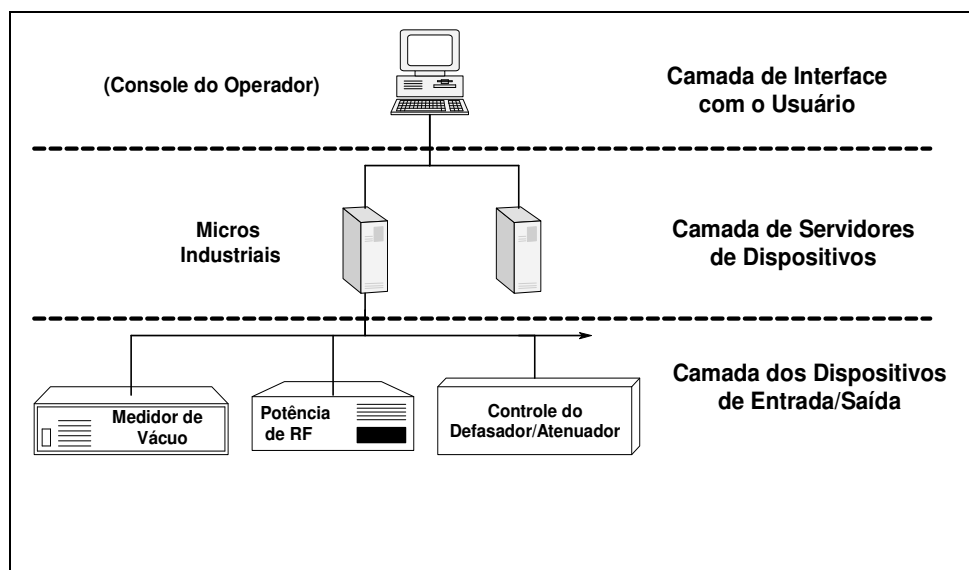 (Console do Operador)
Camada de Interface
com o Usuário
Micros
Industriais
Camada de Servidores
de Dispositivos
Medidor de
Vácuo
Potência
de RF
Controle do
Defasador/Atenuador
Camada dos Dispositivos
de Entrada/Saída